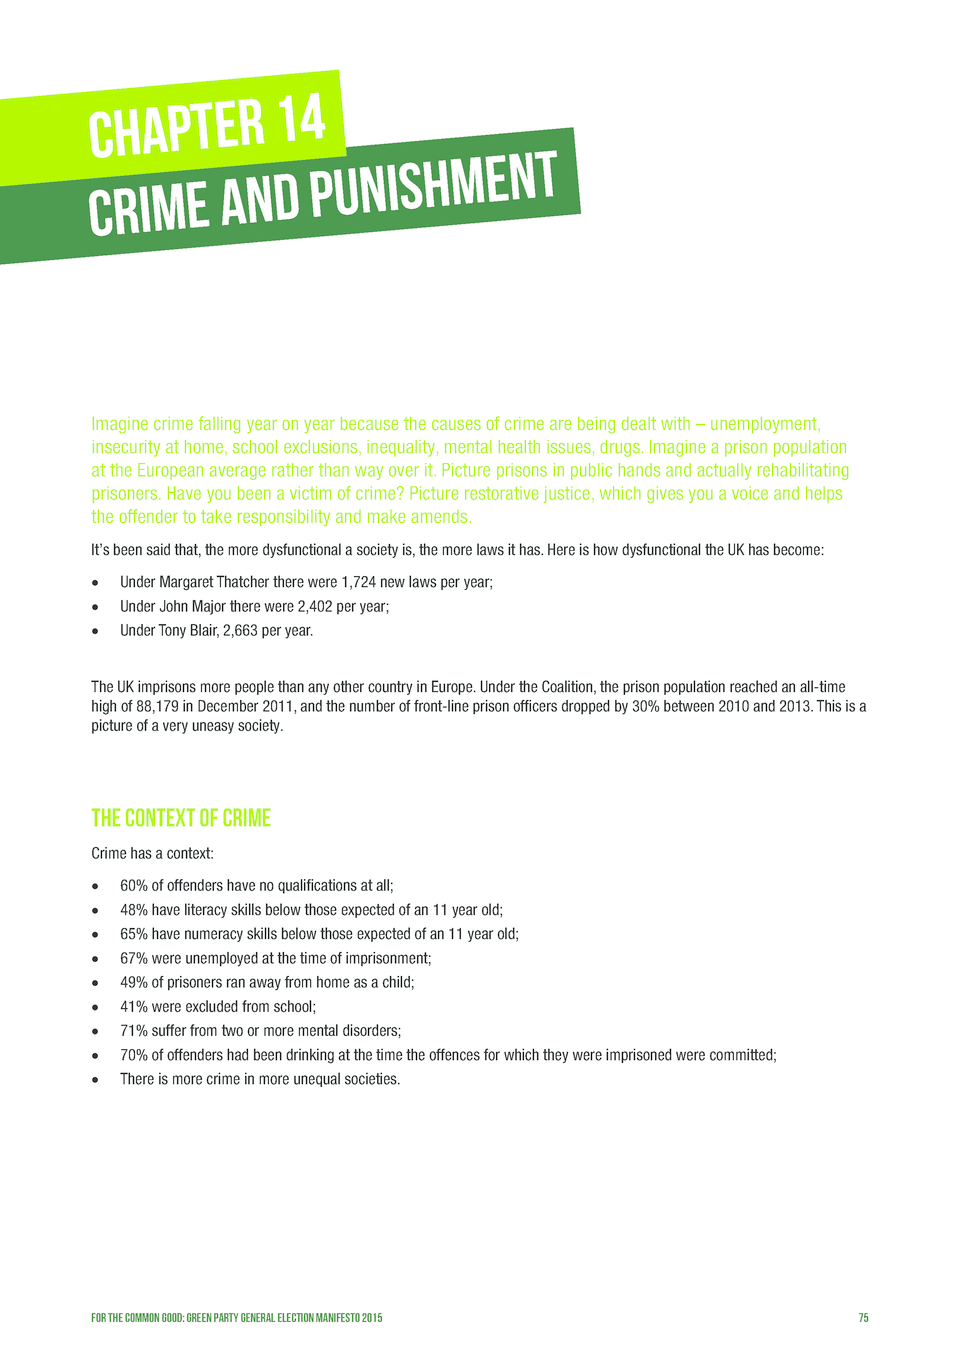 CHAPTER 14
CRIME AND PUNISHMENT
Imagine crime falling year on year because the causes of crime are being dealt with – unemployment,
insecurity at home, school exclusions, inequality, mental health issues, drugs. Imagine a prison population
at the European average rather than way over it. Picture prisons in public hands and actually rehabilitating
prisoners. Have you been a victim of crime? Picture restorative justice, which gives you a voice and helps
the offender to take responsibility and make amends.
It’s been said that, the more dysfunctional a society is, the more laws it has. Here is how dysfunctional the UK has become:
• Under Margaret Thatcher there were 1,724 new laws per year;
• Under John Major there were 2,402 per year;
• Under Tony Blair, 2,663 per year.
The UK imprisons more people than any other country in Europe. Under the Coalition, the prison population reached an all-time
high of 88,179 in December 2011, and the number of front-line prison officers dropped by 30% between 2010 and 2013. This is a
picture of a very uneasy society.
THE CONTEXT OF CRIME
Crime has a context:
• 60% of offenders have no qualifications at all;
• 48% have literacy skills below those expected of an 11 year old;
• 65% have numeracy skills below those expected of an 11 year old;
• 67% were unemployed at the time of imprisonment;
• 49% of prisoners ran away from home as a child;
• 41% were excluded from school;
• 71% suffer from two or more mental disorders;
• 70% of offenders had been drinking at the time the offences for which they were imprisoned were committed;
• There is more crime in more unequal societies.
FOR THE COMMON GOOD: GREEN PARTY GENERAL ELECTION MANIFESTO 2015 75